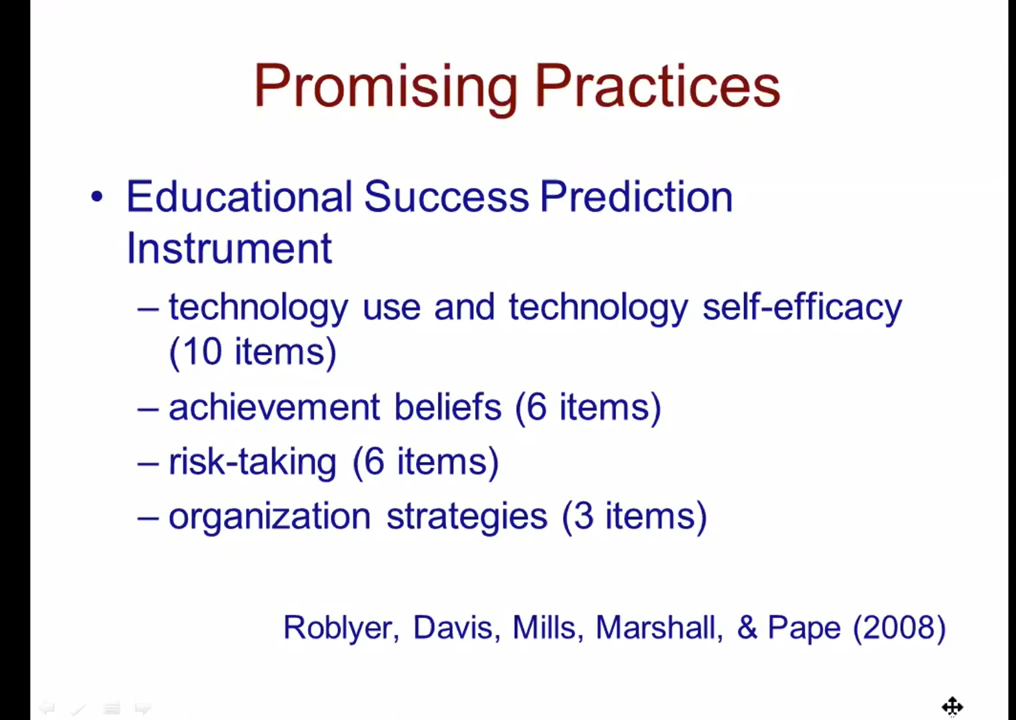 Promising Practices
• Educational Success Prediction
Instrument
– technology use and technology self-efficacy
(10 items)
– achievement beliefs (6 items)
– risk-taking (6 items)
– organization strategies (3 items)
Roblyer, Davis, Mills, Marshall, & Pape (2008)